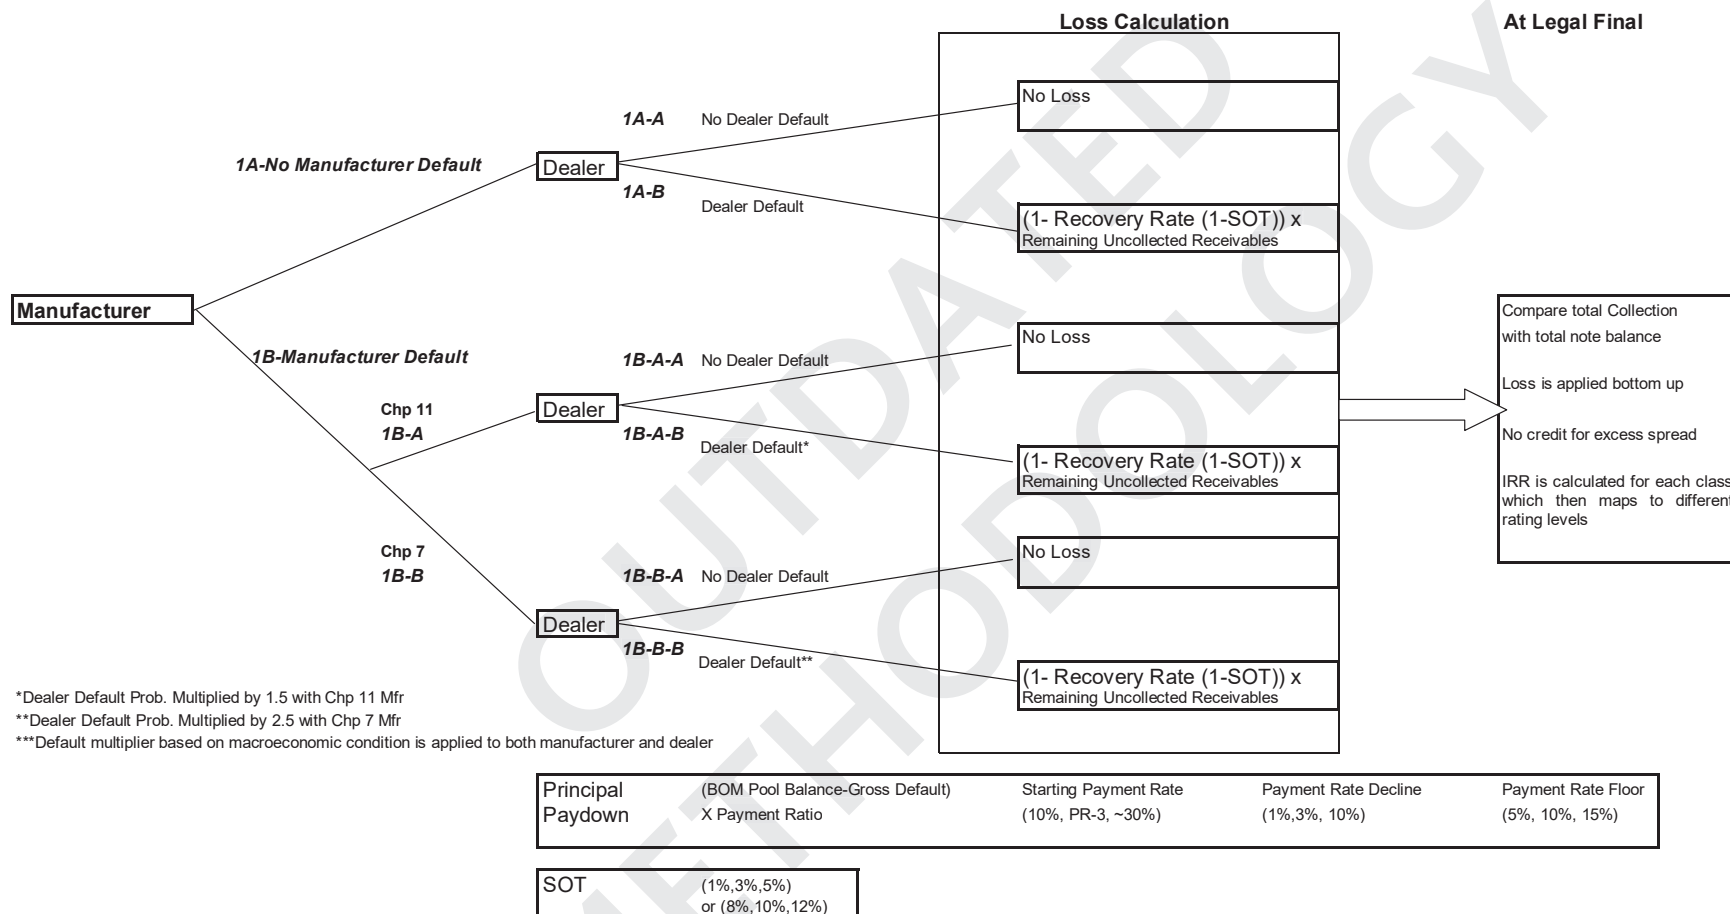 Loss Calculation
At Legal Final
No Loss
1A-A No Dealer Default
1A-No Manufacturer Default
Dealer
1A-B
Dealer Default
(1- Recovery Rate (1-SOT)) x
Remaining Uncollected Receivables
Manufacturer
Compare total Collection
with total note balance
Loss is applied bottom up
No credit for excess spread
IRR is calculated for each class
which then maps to different
rating levels
No Loss
1B-Manufacturer Default
1B-A-A No Dealer Default
Chp 11
1B-A
Dealer
1B-A-B
Dealer Default*
(1- Recovery Rate (1-SOT)) x
Remaining Uncollected Receivables
No Loss
Chp 7
1B-B
1B-B-A No Dealer Default
Dealer
1B-B-B
Dealer Default**
(1- Recovery Rate (1-SOT)) x
Remaining Uncollected Receivables
*Dealer Default Prob. Multiplied by 1.5 with Chp 11 Mfr
**Dealer Default Prob. Multiplied by 2.5 with Chp 7 Mfr
***Default multiplier based on macroeconomic condition is applied to both manufacturer and dealer
Principal (BOM Pool Balance-Gross Default) Starting Payment Rate Payment Rate Decline Payment Rate Floor
Paydown X Payment Ratio (10%, PR-3, ~30%) (1%,3%, 10%) (5%, 10%, 15%)
SOT (1%,3%,5%)
or (8%,10%,12%)
OUTDATED
METHODOLOGY